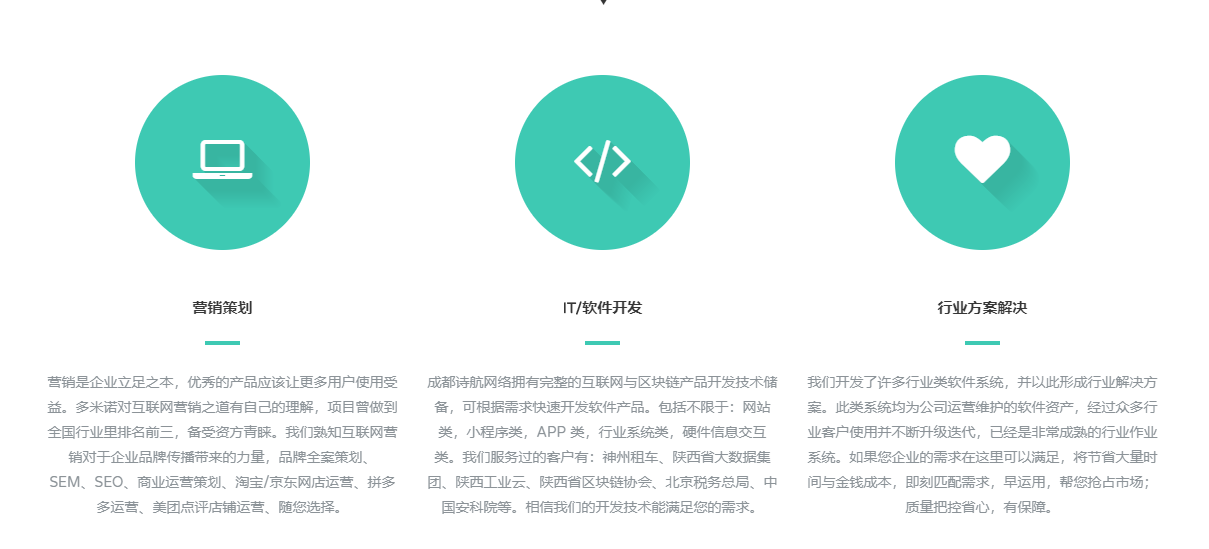 营销策划
营销是企业立足之本，优秀的产品应该让更多用户使用受
益。多米诺对互联网营销之道有自己的理解，项目曾做到
全国行业里排名前三，备受资方青睐。我们熟知互联网营
销对于企业品牌传播带来的力量，品牌全案策划、
SEM、SEO、商业运营策划、淘宝/京东网店运营、拼多
多运营、美团点评店铺运营、随您选择。
IT/软件开发
成都诗航网络拥有完整的互联网与区块链产品开发技术储
备，可根据需求快速开发软件产品。包括不限于：网站
类，小程序类，APP 类，行业系统类，硬件信息交互
类。我们服务过的客户有：神州租车、陕西省大数据集
团、陕西工业云、陕西省区块链协会、北京税务总局、中
国安科院等。相信我们的开发技术能满足您的需求。
行业方案解决
我们开发了许多行业类软件系统，并以此形成行业解决方
案。此类系统均为公司运营维护的软件资产，经过众多行
业客户使用并不断升级迭代，已经是非常成熟的行业作业
系统。如果您企业的需求在这里可以满足，将节省大量时
间与金钱成本，即刻匹配需求，早运用，帮您抢占市场；
质量把控省心，有保障。